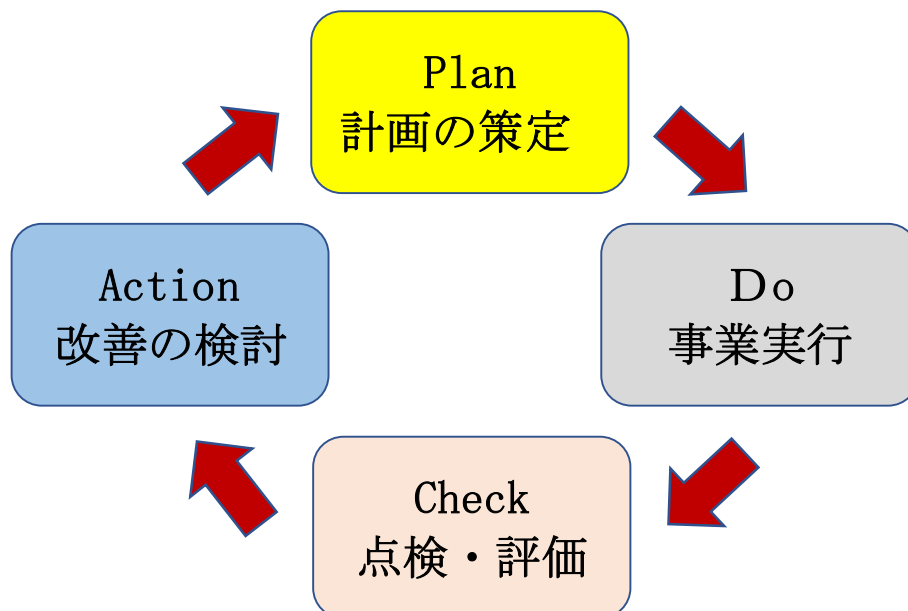 Plan
計画の策定
Do
事業実行
Check
点検・評価
Action
改善の検討